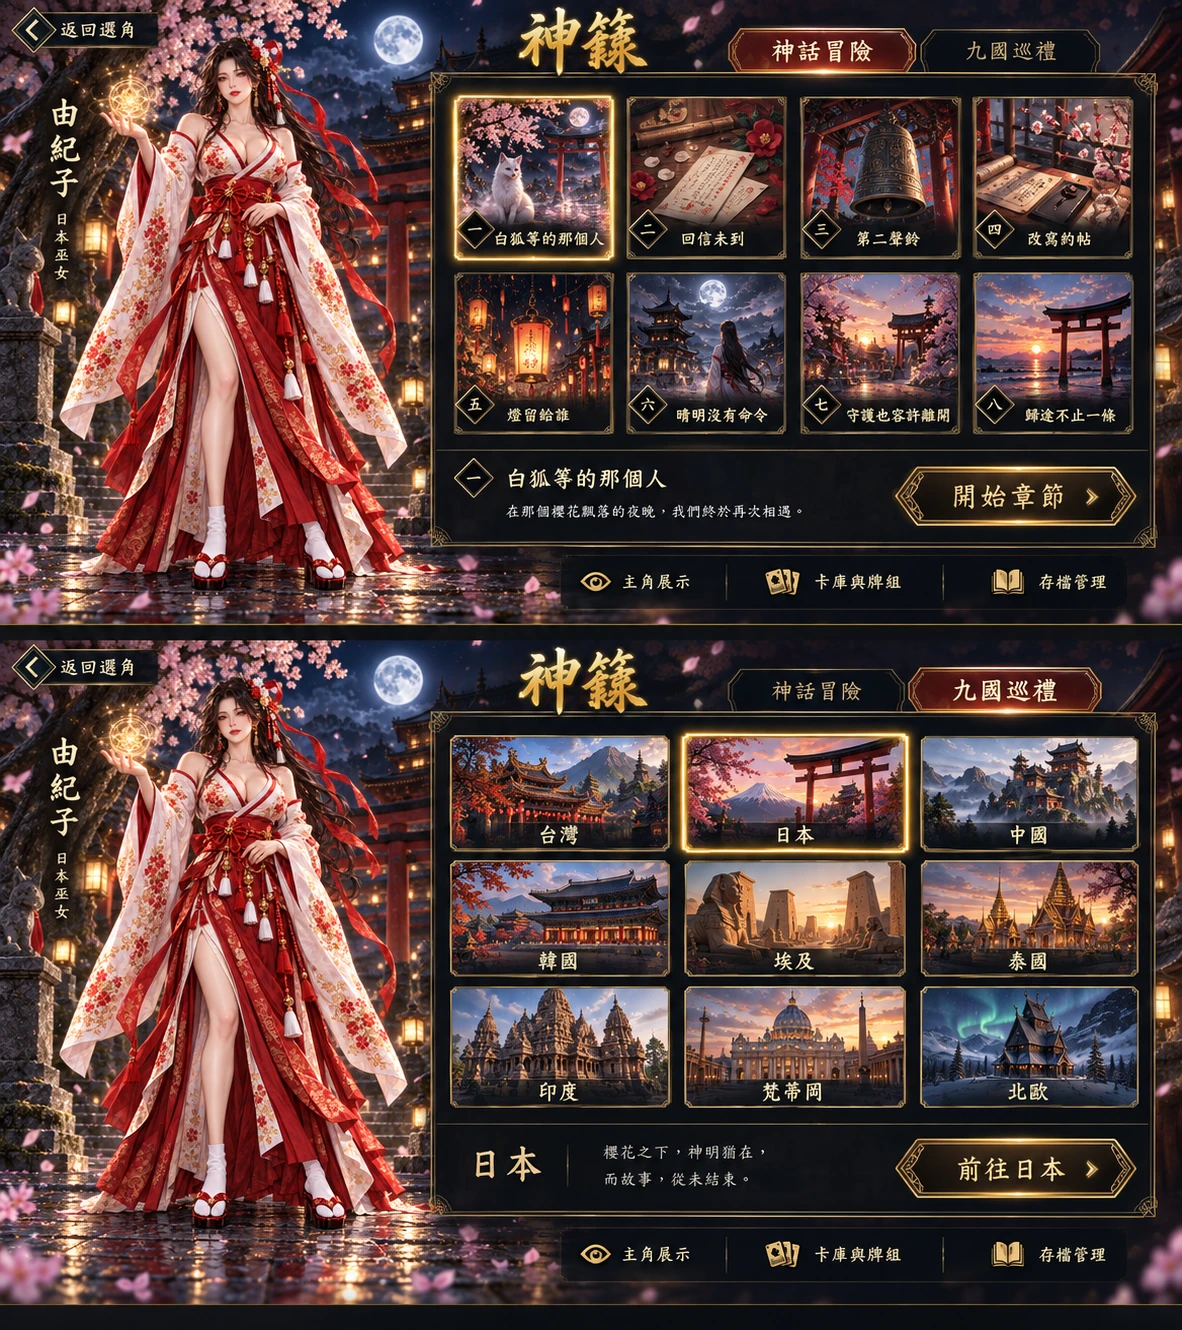 返回選角
神籙
神話冒險
九國巡禮
由紀子
日本巫女
一 白狐等的那個人
二 回信未到
三 第二聲鈴
四 改寫約帖
五 燈留給誰
六 晴明沒有命令
七 守護也容許離開
八 歸途不止一條
一 白狐等的那個人
在那個櫻花飄落的夜晚，我們終於再次相遇。
開始章節
主角展示
卡庫與牌組
存檔管理
返回選角
神籙
神話冒險
九國巡禮
由紀子
日本巫女
台灣
日本
中國
韓國
埃及
泰國
印度
梵蒂岡
北歐
日本
櫻花之下，神明猶在，
而故事，從未結束。
前往日本
主角展示
卡庫與牌組
存檔管理